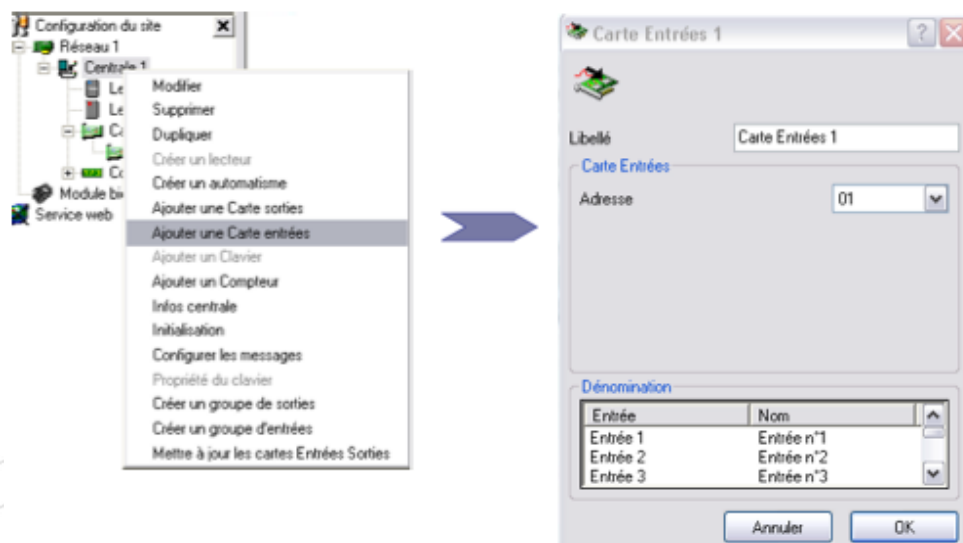 Configuration du site
Réseau 1
Centrale 1
Le
Le
Ca
Co
Module bi
Service web
Modifier
Supprimer
Dupliquer
Créer un lecteur
Créer un automatisme
Ajouter une Carte sorties
Ajouter une Carte entrées
Ajouter un Clavier
Ajouter un Compteur
Infos centrale
Initialisation
Configurer les messages
Propriété du clavier
Créer un groupe de sorties
Créer un groupe d'entrées
Mettre à jour les cartes Entrées Sorties
Carte Entrées 1
Libellé Carte Entrées 1
Carte Entrées
Adresse 01
Dénomination
Entrée Nom
Entrée 1 Entrée n°1
Entrée 2 Entrée n°2
Entrée 3 Entrée n°3
Annuler OK